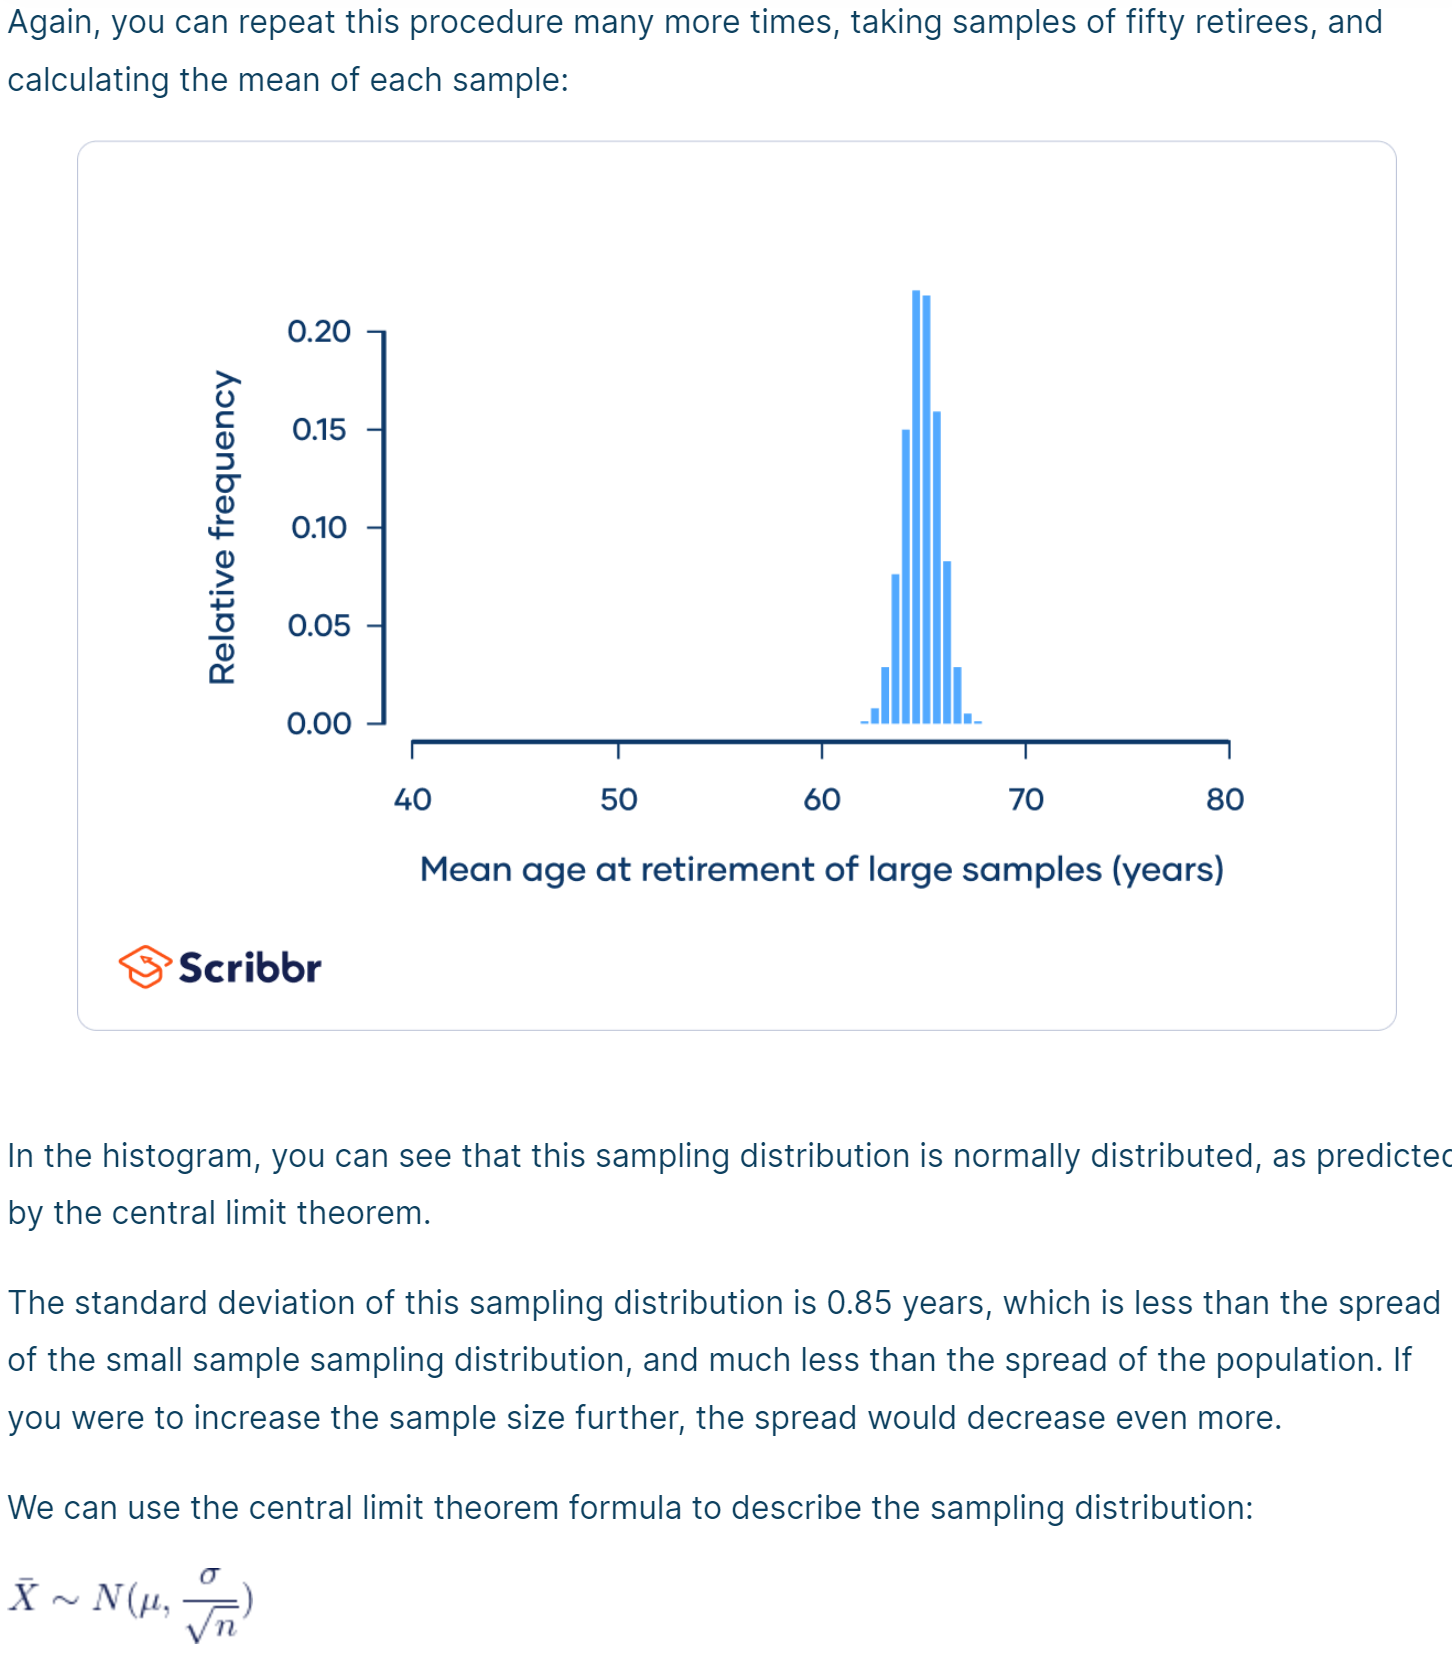 Again, you can repeat this procedure many more times, taking samples of fifty retirees, and
calculating the mean of each sample:
0.20
0.15
0.10
0.05
0.00
Relative frequency
40 50 60 70 80
Mean age at retirement of large samples (years)
Scribbr
In the histogram, you can see that this sampling distribution is normally distributed, as predicted
by the central limit theorem.
The standard deviation of this sampling distribution is 0.85 years, which is less than the spread
of the small sample sampling distribution, and much less than the spread of the population. If
you were to increase the sample size further, the spread would decrease even more.
We can use the central limit theorem formula to describe the sampling distribution:
X̄ ~ N(μ, σ/√n)